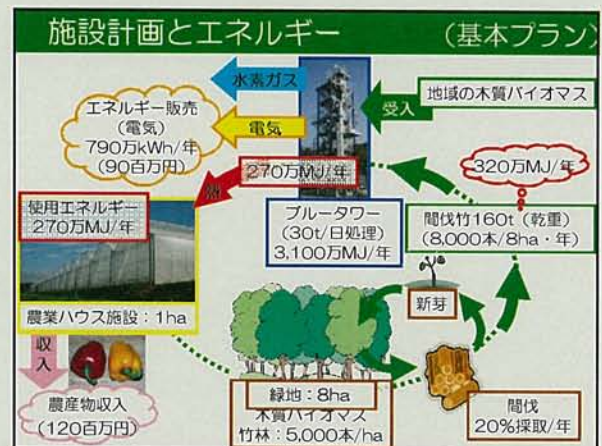 施設計画とエネルギー
(基本プラン)
水素ガス
エネルギー販売
(電気)
790万kWh/年
(90百万円)
電気
受入
地域の木質バイオマス
270万MJ/年
熱
320万MJ/年
使用エネルギー
270万MJ/年
ブルータワー
(30t/日処理)
3,100万MJ/年
間伐竹160t(乾重)
(8,000本/8ha・年)
農業ハウス施設:1ha
新芽
収入
農産物収入
(120百万円)
緑地:8ha
木質バイオマス
竹林:5,000本/ha
間伐
20%採取/年